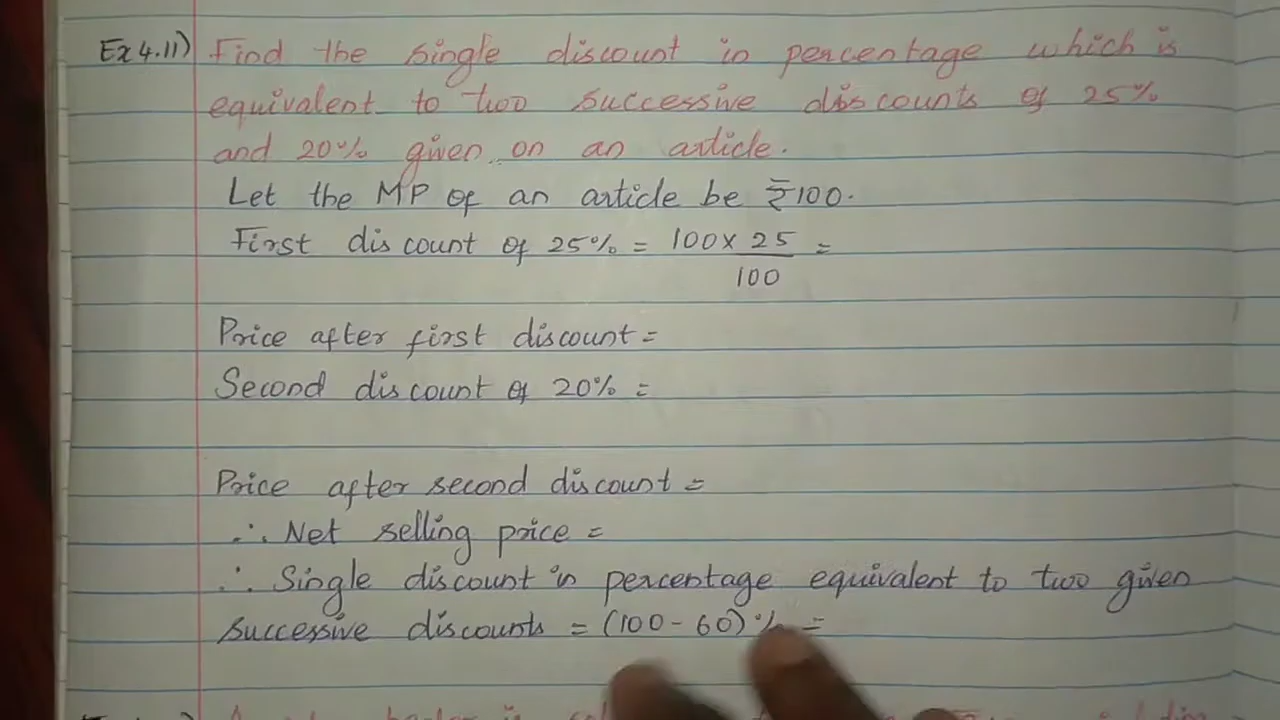 Ex 4.11) Find the single discount in percentage which is
equivalent to two successive discounts of 25%
and 20% given on an article.
Let the MP of an article be ₹100.
First discount of 25% = 100 x 25 =
100
Price after first discount =
Second discount of 20% =
Price after second discount =
∴ Net selling price =
∴ Single discount in percentage equivalent to two given
successive discounts = (100 - 60)% =